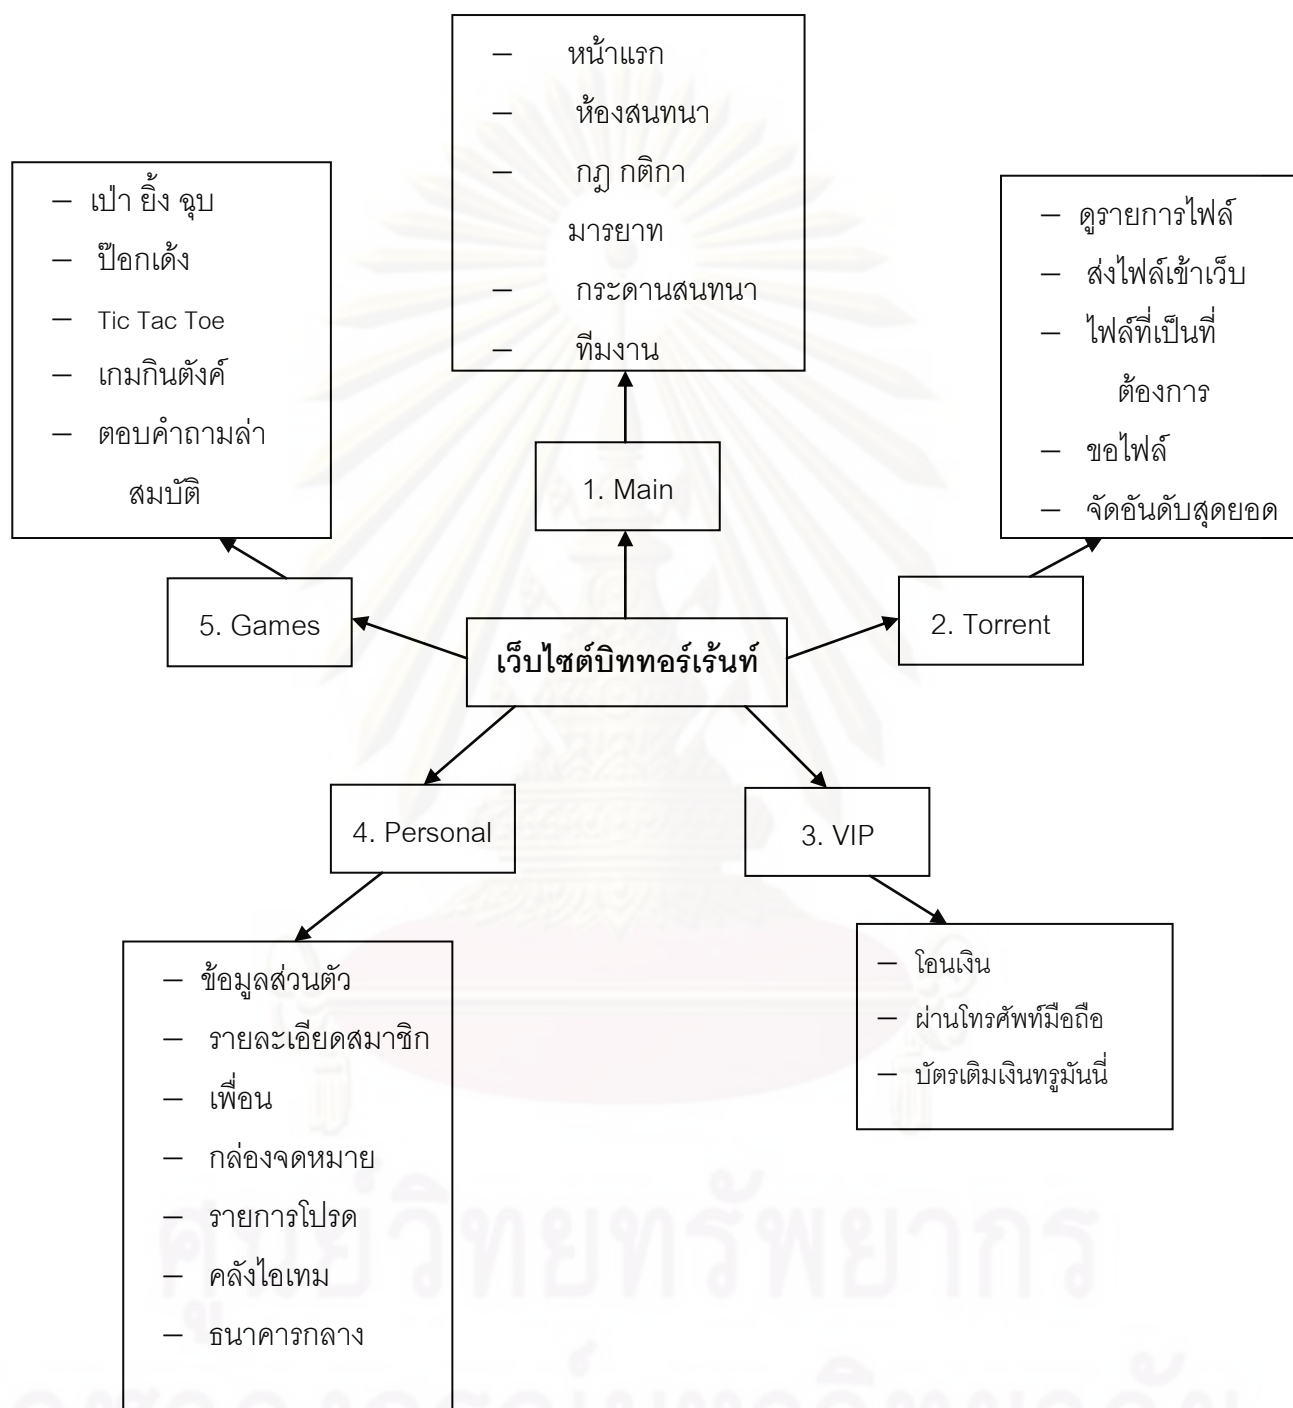 – หน้าแรก
– ห้องสนทนา
– กฎ กติกา
มารยาท
– กระดานสนทนา
– ทีมงาน
– เป่า ยิ้ง ฉุบ
– ป๊อกเด้ง
– Tic Tac Toe
– เกมกินตังค์
– ตอบคำถามล่า
สมบัติ
– ดูรายการไฟล์
– ส่งไฟล์เข้าเว็บ
– ไฟล์ที่เป็นที่
ต้องการ
– ขอไฟล์
– จัดอันดับสุดยอด
1. Main
5. Games
2. Torrent
เว็บไซต์บิททอร์เร้นท์
4. Personal
3. VIP
– ข้อมูลส่วนตัว
– รายละเอียดสมาชิก
– เพื่อน
– กล่องจดหมาย
– รายการโปรด
– คลังไอเทม
– ธนาคารกลาง
– โอนเงิน
– ผ่านโทรศัพท์มือถือ
– บัตรเติมเงินทรูมันนี่
ศูนย์วิทยทรัพยากร